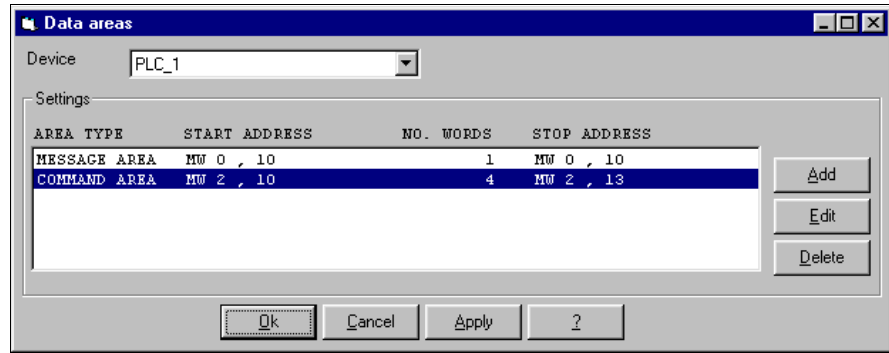 Data areas
Device PLC_1
Settings
AREA TYPE START ADDRESS NO. WORDS STOP ADDRESS
MESSAGE AREA MW 0 , 10 1 MW 0 , 10
COMMAND AREA MW 2 , 10 4 MW 2 , 13
Add
Edit
Delete
Ok Cancel Apply ?